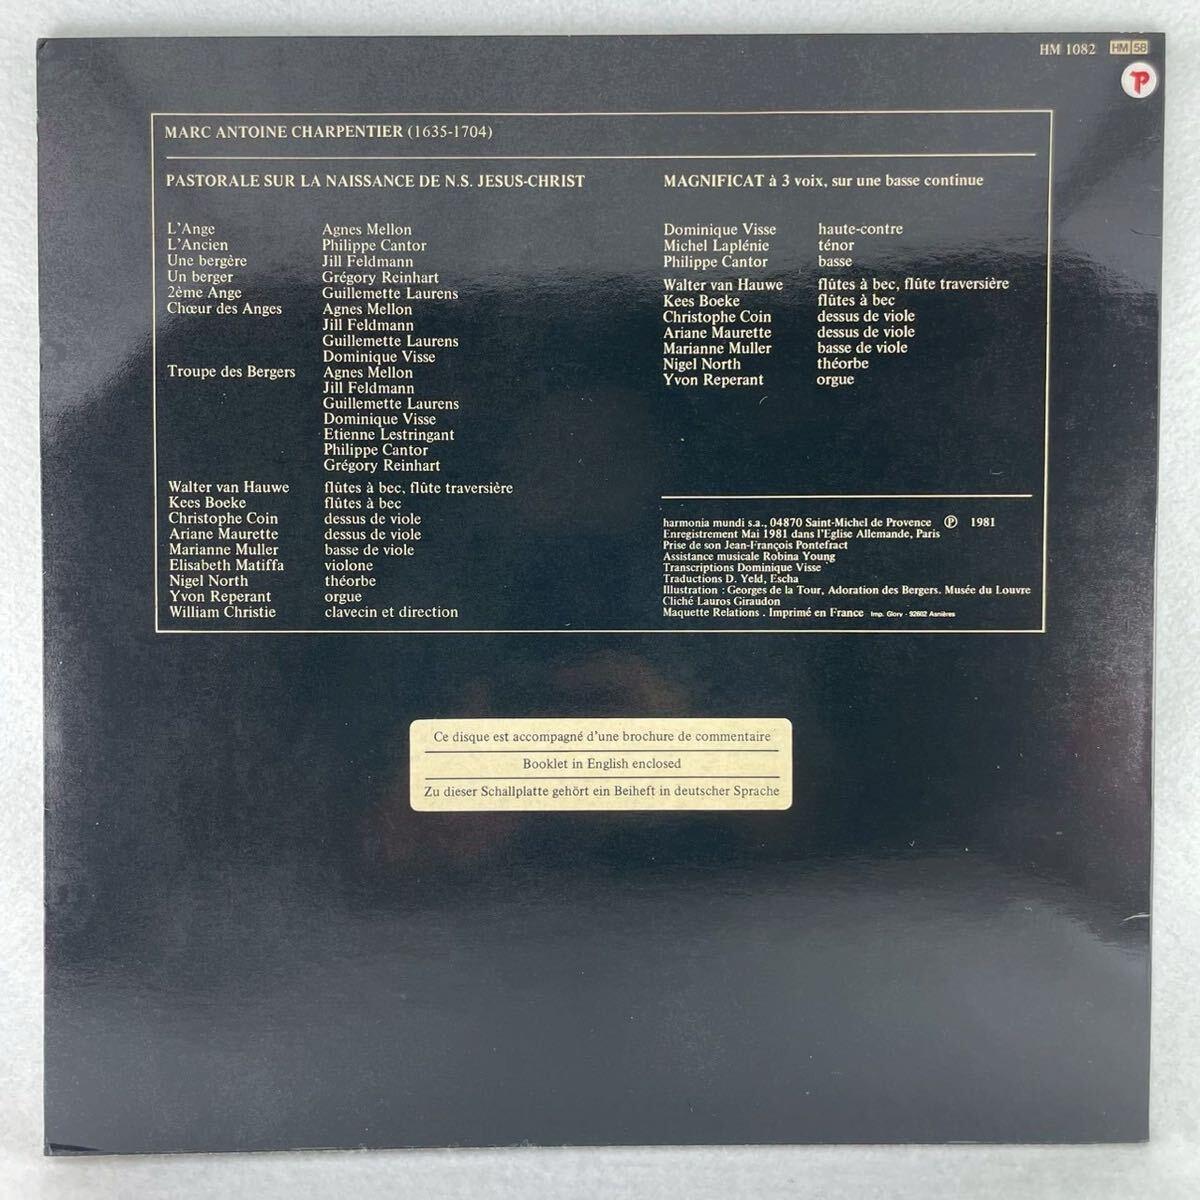 HM 1082 HM 58
P
MARC ANTOINE CHARPENTIER (1635-1704)
PASTORALE SUR LA NAISSANCE DE N.S. JESUS-CHRIST
L'Ange Agnes Mellon
L'Ancien Philippe Cantor
Une bergère Jill Feldmann
Un berger Grégory Reinhart
2ème Ange Guillemette Laurens
Chœur des Anges Agnes Mellon
Jill Feldmann
Guillemette Laurens
Dominique Visse
Troupe des Bergers Agnes Mellon
Jill Feldmann
Guillemette Laurens
Dominique Visse
Etienne Lestringant
Philippe Cantor
Grégory Reinhart
Walter van Hauwe flûtes à bec, flûte traversière
Kees Boeke flûtes à bec
Christophe Coin dessus de viole
Ariane Maurette dessus de viole
Marianne Muller basse de viole
Elisabeth Matiffa violone
Nigel North théorbe
Yvon Reperant orgue
William Christie clavecin et direction
MAGNIFICAT à 3 voix, sur une basse continue
Dominique Visse haute-contre
Michel Laplénie ténor
Philippe Cantor basse
Walter van Hauwe flûtes à bec, flûte traversière
Kees Boeke flûtes à bec
Christophe Coin dessus de viole
Ariane Maurette dessus de viole
Marianne Muller basse de viole
Nigel North théorbe
Yvon Reperant orgue
harmonia mundi s.a., 04870 Saint-Michel de Provence ℗ 1981
Enregistrement Mai 1981 dans l'Eglise Allemande, Paris
Prise de son Jean-François Pontefract
Assistance musicale Robina Young
Transcriptions Dominique Visse
Traductions D. Yeld, Escha
Illustration : Georges de la Tour, Adoration des Bergers. Musée du Louvre
Cliché Lauros Giraudon
Maquette Relations . Imprimé en France Imp. Glory - 92602 Asnières
Ce disque est accompagné d'une brochure de commentaire
Booklet in English enclosed
Zu dieser Schallplatte gehört ein Beiheft in deutscher Sprache